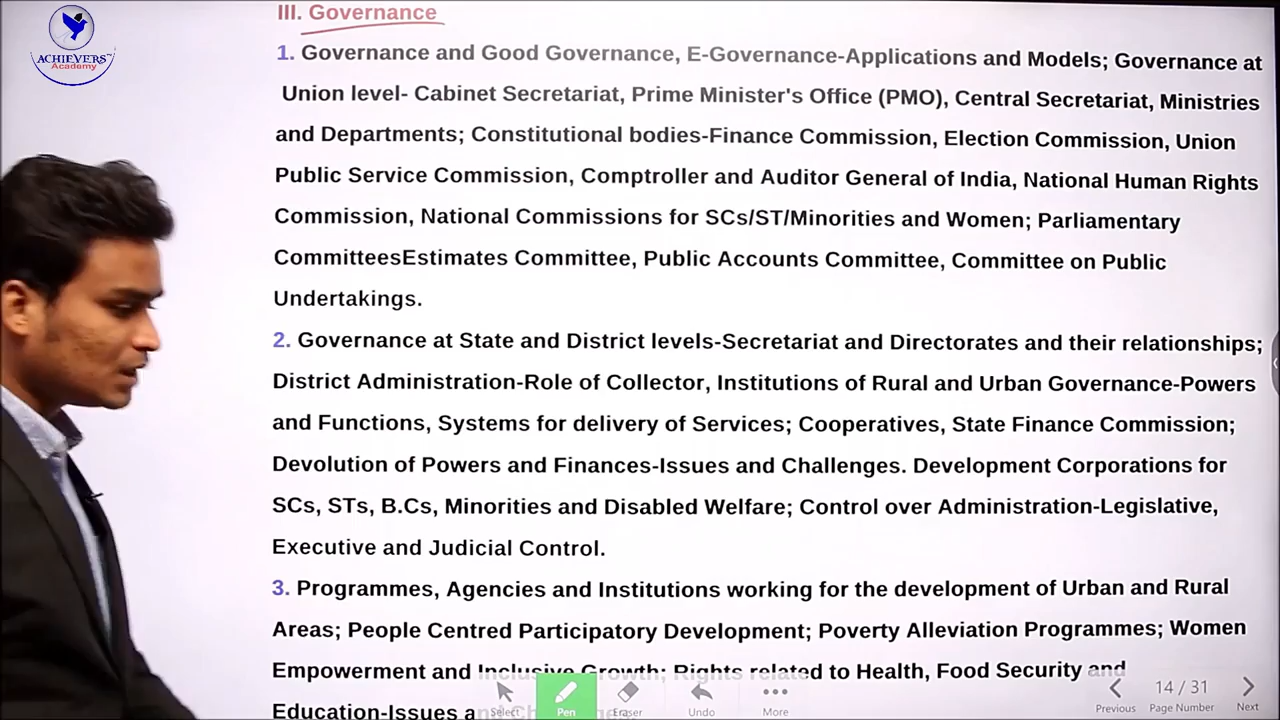 ACHIEVERS
Academy
III. Governance
1. Governance and Good Governance, E-Governance-Applications and Models; Governance at
Union level- Cabinet Secretariat, Prime Minister's Office (PMO), Central Secretariat, Ministries
and Departments; Constitutional bodies-Finance Commission, Election Commission, Union
Public Service Commission, Comptroller and Auditor General of India, National Human Rights
Commission, National Commissions for SCs/ST/Minorities and Women; Parliamentary
CommitteesEstimates Committee, Public Accounts Committee, Committee on Public
Undertakings.
2. Governance at State and District levels-Secretariat and Directorates and their relationships;
District Administration-Role of Collector, Institutions of Rural and Urban Governance-Powers
and Functions, Systems for delivery of Services; Cooperatives, State Finance Commission;
Devolution of Powers and Finances-Issues and Challenges. Development Corporations for
SCs, STs, B.Cs, Minorities and Disabled Welfare; Control over Administration-Legislative,
Executive and Judicial Control.
3. Programmes, Agencies and Institutions working for the development of Urban and Rural
Areas; People Centred Participatory Development; Poverty Alleviation Programmes; Women
Empowerment and Inclusive Growth; Rights related to Health, Food Security and
Education-Issues
Select Pen Eraser Undo More
Previous 14 / 31 Page Number Next